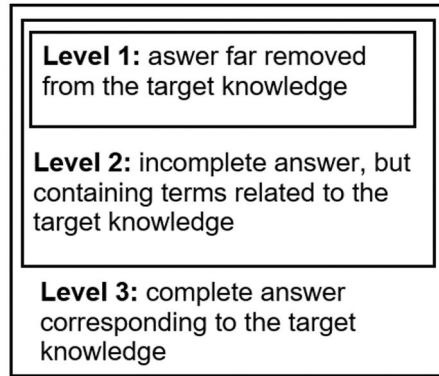 Level 1: aswer far removed
from the target knowledge
Level 2: incomplete answer, but
containing terms related to the
target knowledge
Level 3: complete answer
corresponding to the target
knowledge